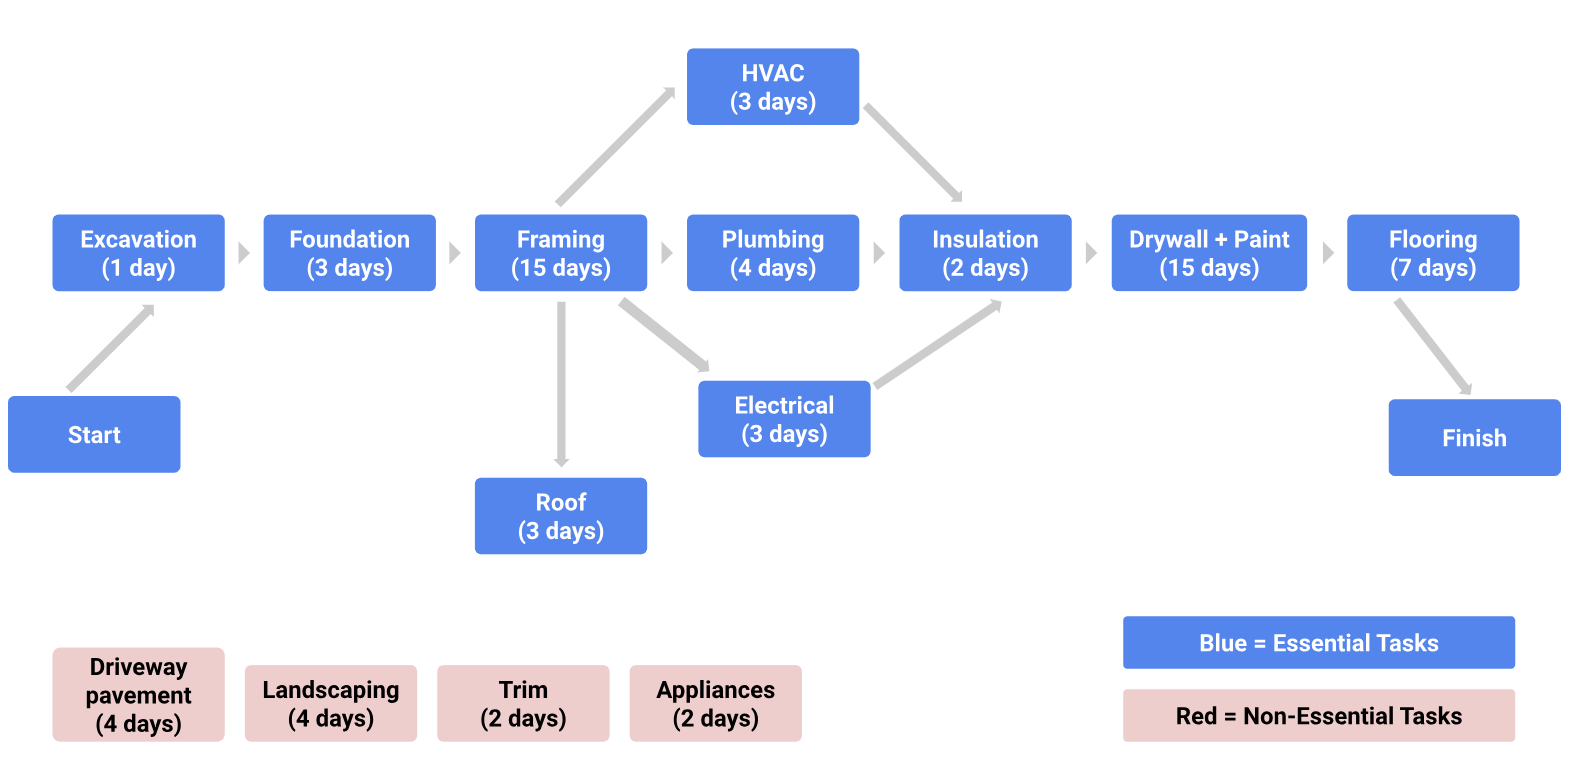 HVAC
(3 days)
Excavation
(1 day)
Foundation
(3 days)
Framing
(15 days)
Plumbing
(4 days)
Insulation
(2 days)
Drywall + Paint
(15 days)
Flooring
(7 days)
Start
Electrical
(3 days)
Finish
Roof
(3 days)
Driveway
pavement
(4 days)
Landscaping
(4 days)
Trim
(2 days)
Appliances
(2 days)
Blue = Essential Tasks
Red = Non-Essential Tasks